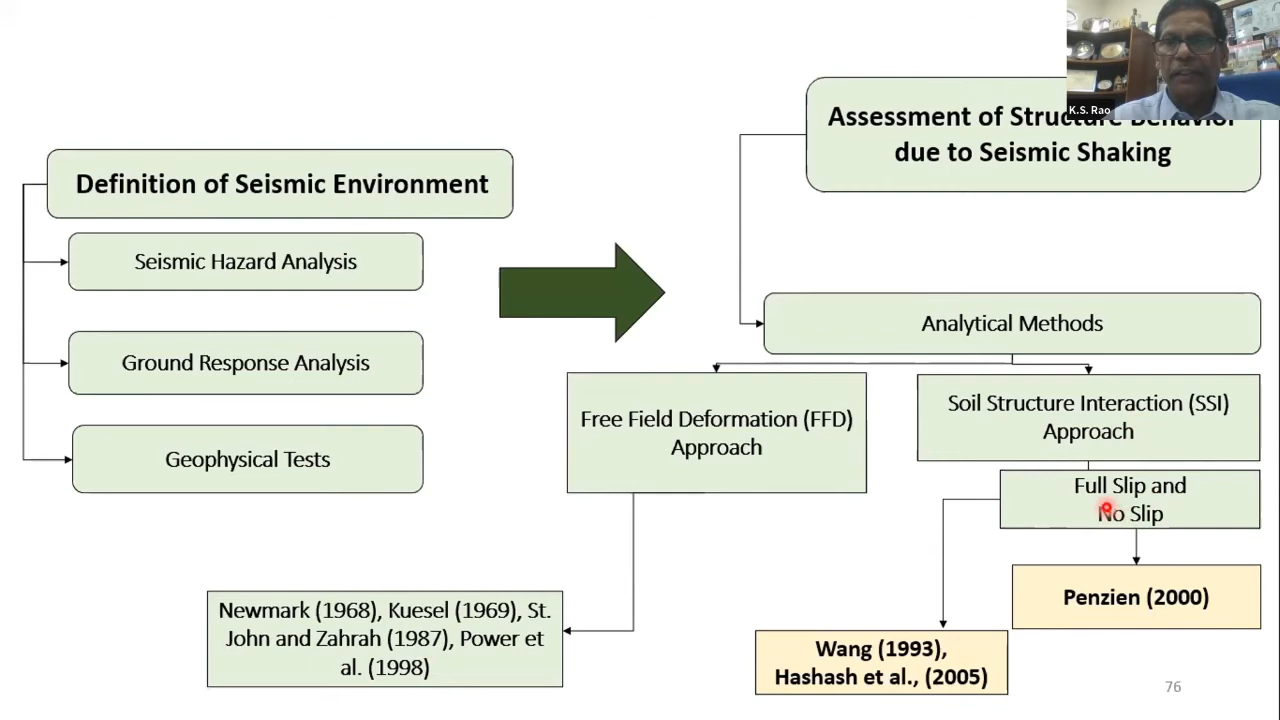 K.S. Rao
Assessment of Structure Behavior
due to Seismic Shaking
Definition of Seismic Environment
Seismic Hazard Analysis
Ground Response Analysis
Geophysical Tests
Analytical Methods
Free Field Deformation (FFD)
Approach
Soil Structure Interaction (SSI)
Approach
Full Slip and
No Slip
Penzien (2000)
Newmark (1968), Kuesel (1969), St.
John and Zahrah (1987), Power et
al. (1998)
Wang (1993),
Hashash et al., (2005)
76